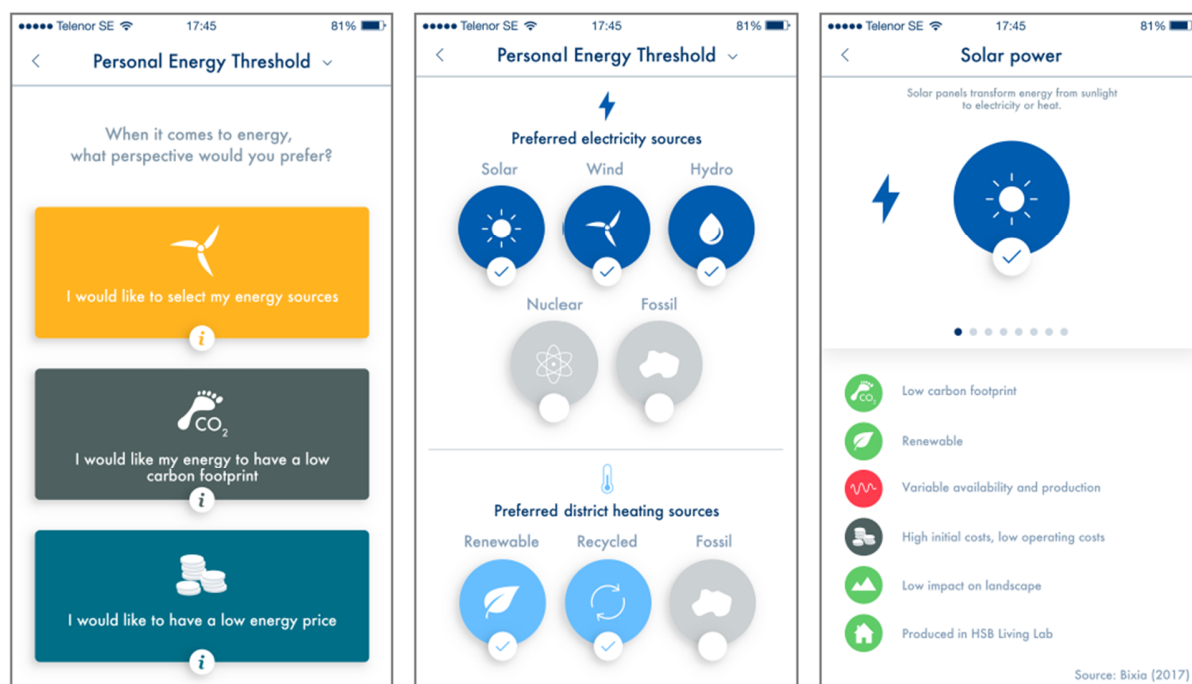 Telenor SE 17:45 81%
Personal Energy Threshold
When it comes to energy,
what perspective would you prefer?
I would like to select my energy sources
i
CO2
I would like my energy to have a low
carbon footprint
i
I would like to have a low energy price
i
Telenor SE 17:45 81%
Personal Energy Threshold
Preferred electricity sources
Solar Wind Hydro
Nuclear Fossil
Preferred district heating sources
Renewable Recycled Fossil
Telenor SE 17:45 81%
Solar power
Solar panels transform energy from sunlight
to electricity or heat.
CO2 Low carbon footprint
Renewable
Variable availability and production
High initial costs, low operating costs
Low impact on landscape
Produced in HSB Living Lab
Source: Bixia (2017)